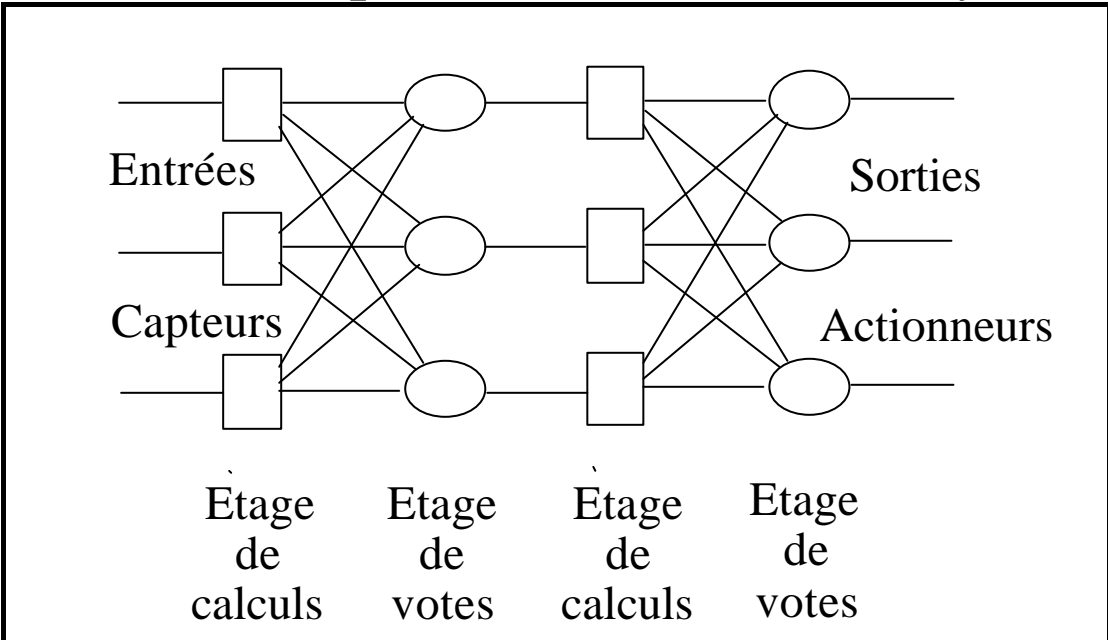 Entrées
Sorties
Capteurs
Actionneurs
Etage
de
calculs
Etage
de
votes
Etage
de
calculs
Etage
de
votes